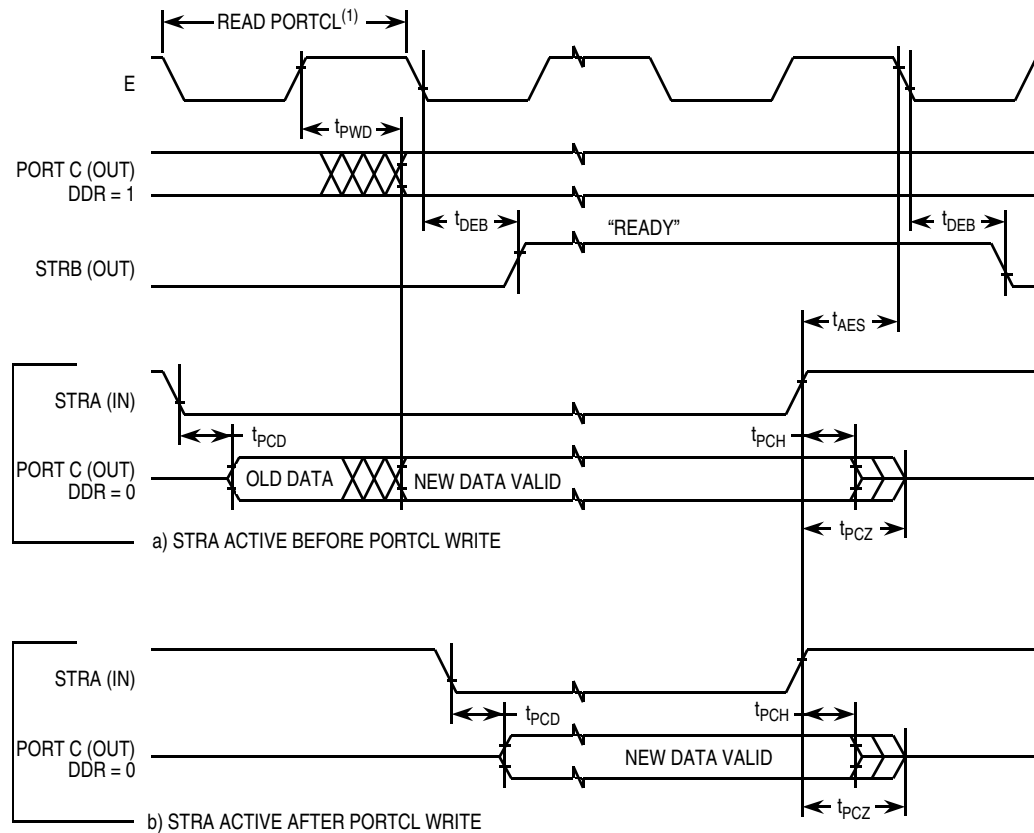 READ PORTCL(1)
E
tPWD
PORT C (OUT)
DDR = 1
tDEB
"READY"
tDEB
STRB (OUT)
tAES
STRA (IN)
tPCD
tPCH
PORT C (OUT)
DDR = 0
OLD DATA
NEW DATA VALID
tPCZ
a) STRA ACTIVE BEFORE PORTCL WRITE
STRA (IN)
tPCD
tPCH
PORT C (OUT)
DDR = 0
NEW DATA VALID
tPCZ
b) STRA ACTIVE AFTER PORTCL WRITE